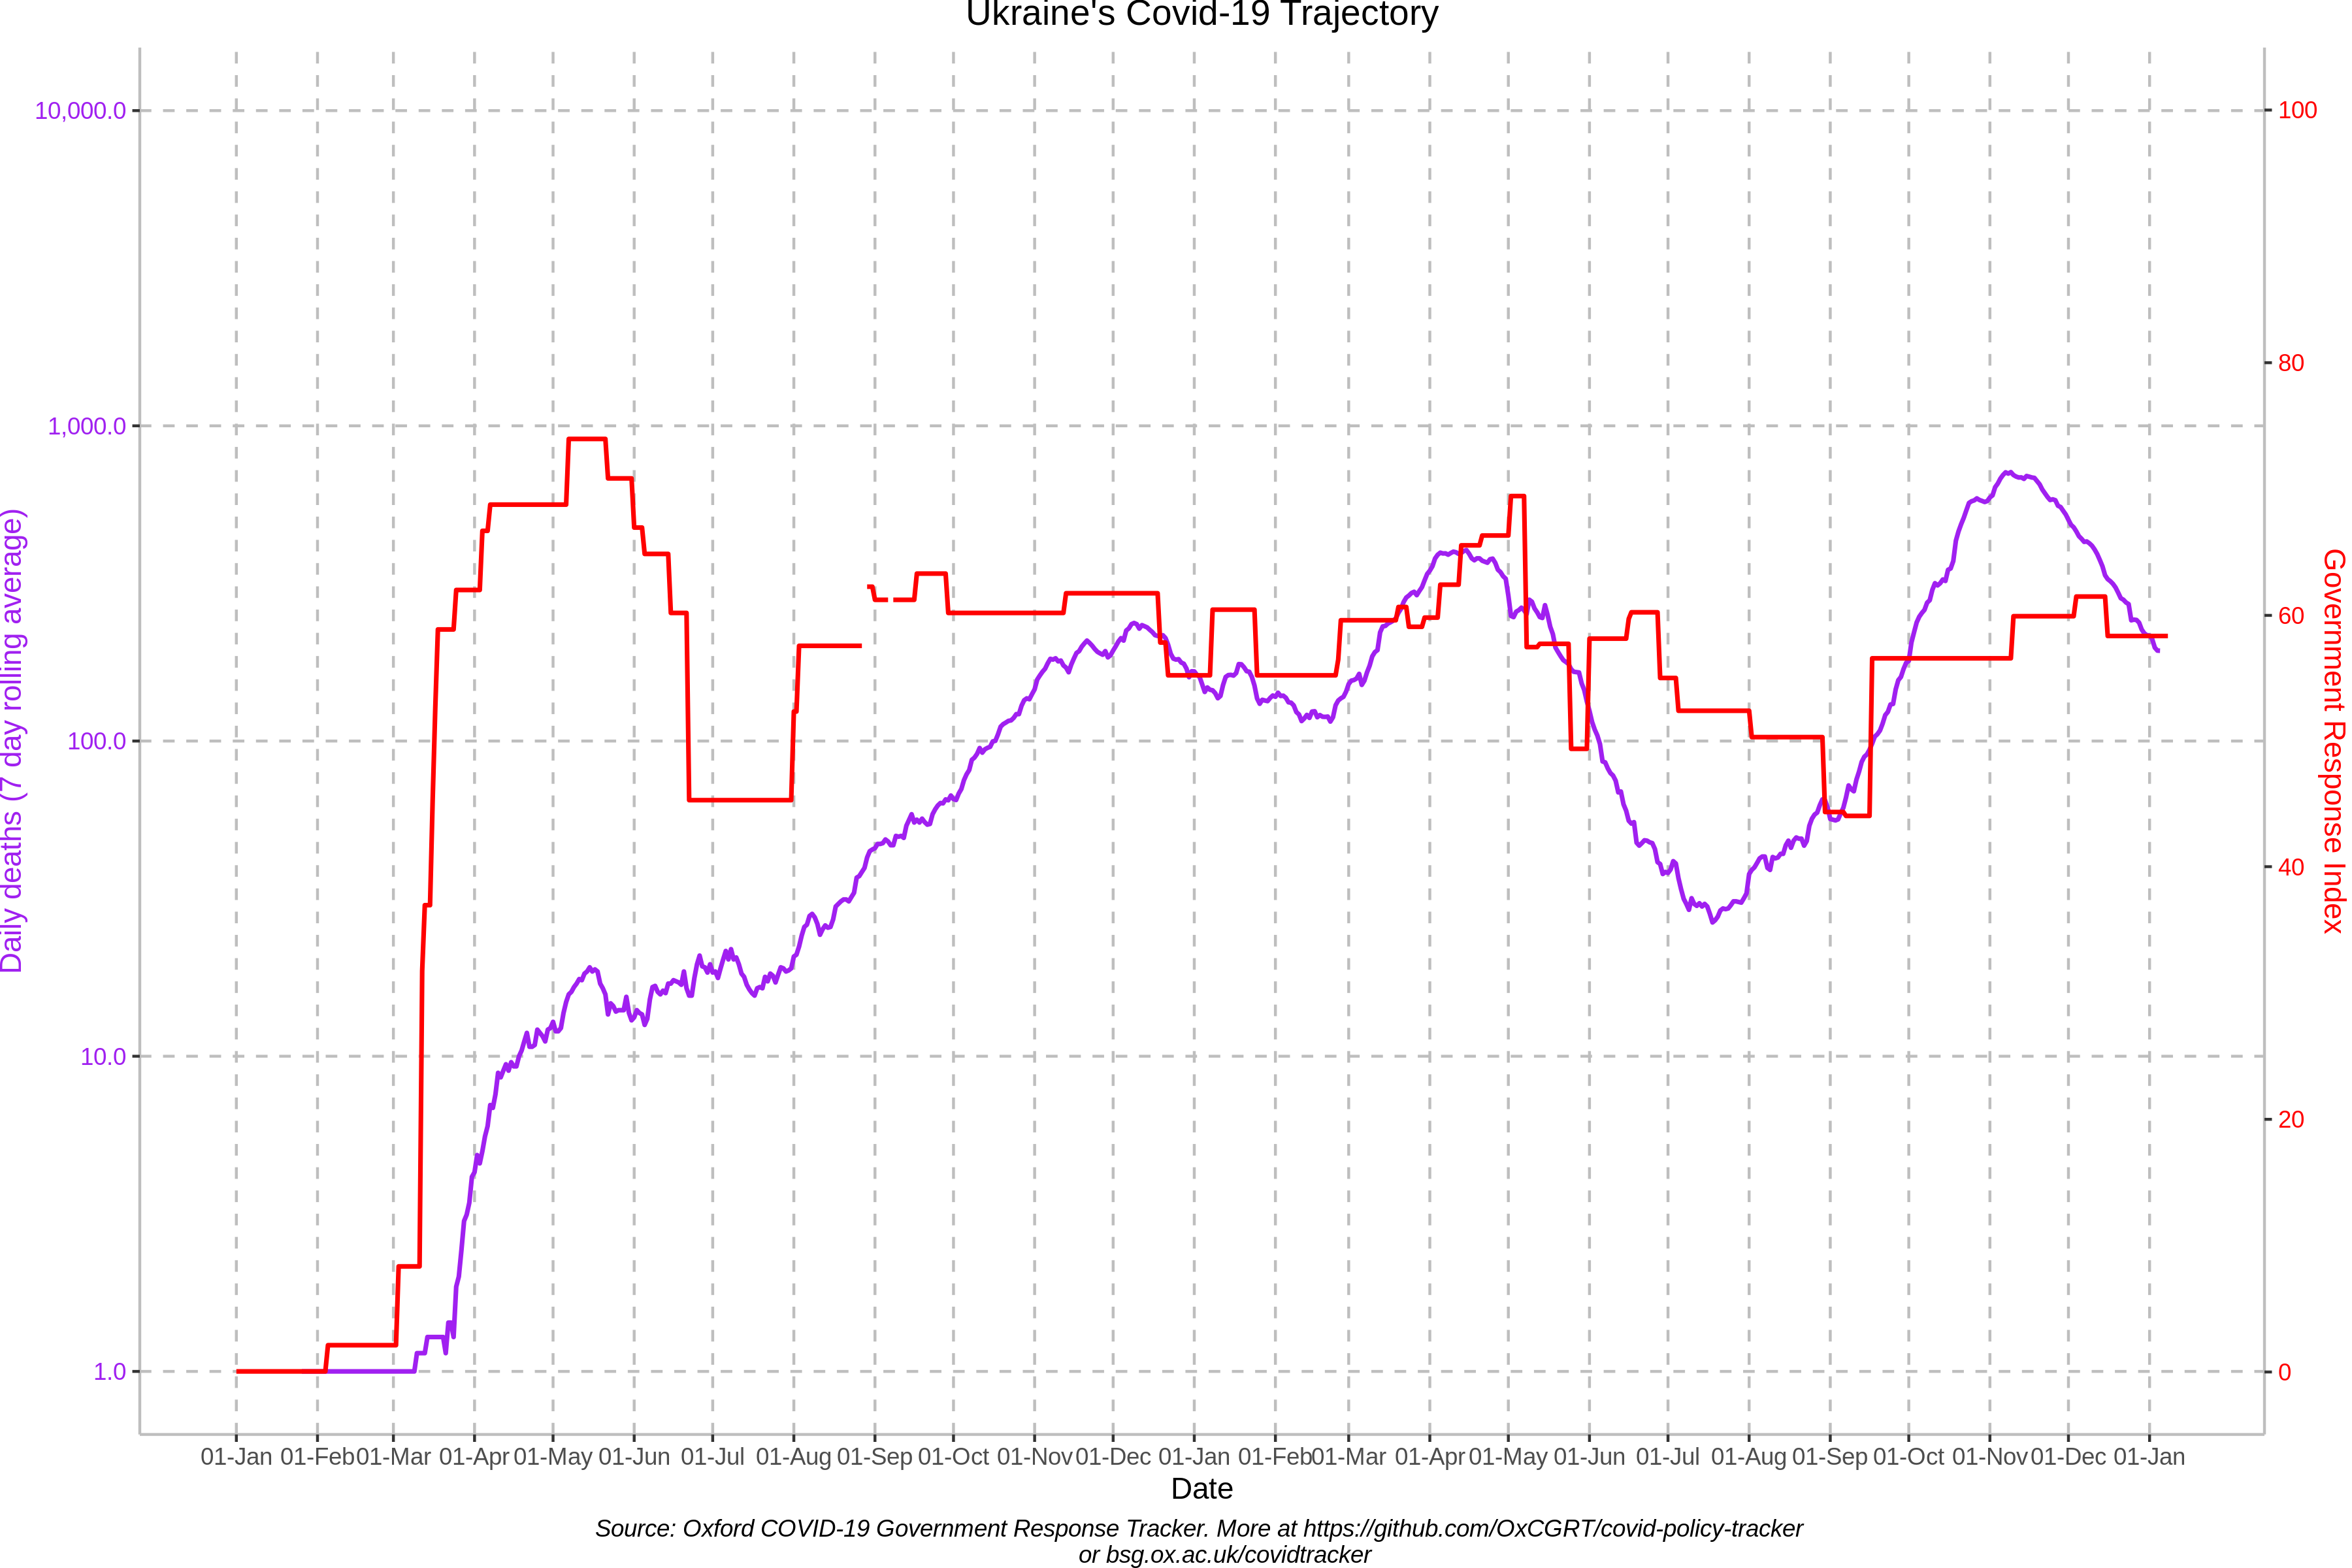 Ukraine's Covid-19 Trajectory
10,000.0
1,000.0
100.0
10.0
1.0
Daily deaths (7 day rolling average)
100
80
60
40
20
0
Government Response Index
01-Jan 01-Feb 01-Mar 01-Apr 01-May 01-Jun 01-Jul 01-Aug 01-Sep 01-Oct 01-Nov 01-Dec 01-Jan 01-Feb 01-Mar 01-Apr 01-May 01-Jun 01-Jul 01-Aug 01-Sep 01-Oct 01-Nov 01-Dec 01-Jan
Date
Source: Oxford COVID-19 Government Response Tracker. More at https://github.com/OxCGRT/covid-policy-tracker
or bsg.ox.ac.uk/covidtracker